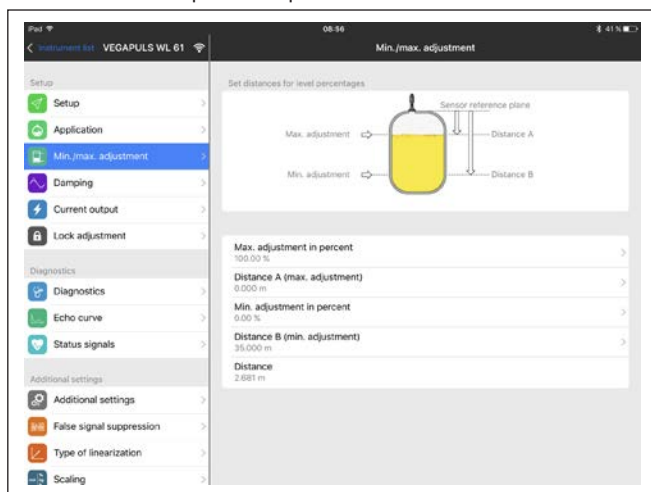 iPad
08:56
41 %
Instrument list
VEGAPULS WL 61
Min./max. adjustment
Setup
Setup
Application
Min./max. adjustment
Damping
Current output
Lock adjustment
Diagnostics
Diagnostics
Echo curve
Status signals
Additional settings
Additional settings
False signal suppression
Type of linearization
Scaling
Set distances for level percentages
Sensor reference plane
Max. adjustment
Distance A
Min. adjustment
Distance B
Max. adjustment in percent
100.00 %
Distance A (max. adjustment)
0.000 m
Min. adjustment in percent
0.00 %
Distance B (min. adjustment)
35.000 m
Distance
2.681 m